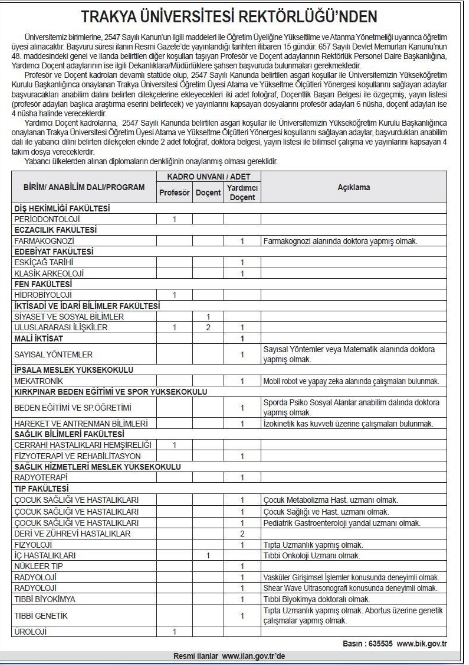 TRAKYA ÜNİVERSİTESİ REKTÖRLÜĞÜ'NDEN
Üniversitemiz birimlerine, 2547 Sayılı Kanun'un ilgili maddeleri ile Öğretim Üyeliğine Yükseltilme ve Atanma Yönetmeliği uyarınca öğretim
üyesi alınacaktır. Başvuru süresi ilanın Resmi Gazete'de yayınlandığı tarihten itibaren 15 gündür. 657 Sayılı Devlet Memurları Kanunu'nun
48. maddesindeki genel ve ilanda belirtilen diğer koşulları taşıyan Profesör ve Doçent adaylarının Rektörlük Personel Daire Başkanlığına,
Yardımcı Doçent adaylarının ise ilgili Dekanlıklara/Müdürlüklere şahsen başvuruda bulunmaları gerekmektedir.
Profesör ve Doçent kadroları devamlı statüde olup, 2547 Sayılı Kanunda belirtilen asgari koşullar ile Üniversitemizin Yükseköğretim
Kurulu Başkanlığınca onaylanan Trakya Üniversitesi Öğretim Üyesi Atama ve Yükseltme Ölçütleri Yönergesi koşullarını sağlayan adaylar
başvuracakları anabilim dalını belirten dilekçelerine ekleyecekleri iki adet fotoğraf, Doçentlik Başarı Belgesi ile özgeçmiş, yayın listesi
(profesör adayları başlıca araştırma eserini belirtecek) ve yayınlarını kapsayan dosyalarını profesör adayları 6 nüsha, doçent adayları ise 4
nüsha halinde vereceklerdir.
Yardımcı Doçent kadrolarına, 2547 Sayılı Kanunda belirtilen asgari koşullar ile Üniversitemizin Yükseköğretim Kurulu Başkanlığınca
onaylanan Trakya Üniversitesi Öğretim Üyesi Atama ve Yükseltme Ölçütleri Yönergesi koşullarını sağlayan adaylar, başvurdukları anabilim
dalı ile yabancı dilini belirten dilekçeleri ekinde 2 adet fotoğraf, doktora belgesi, yayın listesi ile bilimsel çalışma ve yayınlarını kapsayan 4
takım dosya vereceklerdir.
Yabancı ülkelerden alınan diplomaların denkliğinin onaylanmış olması gereklidir.
BİRİM/ ANABİLİM DALI/PROGRAM KADRO UNVANI / ADET Açıklama
Profesör Doçent Yardımcı Doçent
DİŞ HEKİMLİĞİ FAKÜLTESİ
PERİODONTOLOJİ 1
ECZACILIK FAKÜLTESİ
FARMAKOGNOZİ 1 Farmakognozi alanında doktora yapmış olmak.
EDEBİYAT FAKÜLTESİ
ESKİÇAĞ TARİHİ 1
KLASİK ARKEOLOJİ 1
FEN FAKÜLTESİ
HİDROBİYOLOJİ 1
İKTİSADİ VE İDARİ BİLİMLER FAKÜLTESİ
SİYASET VE SOSYAL BİLİMLER 1
ULUSLARARASI İLİŞKİLER 1 2 1
MALİ İKTİSAT 1
SAYISAL YÖNTEMLER 1 Sayısal Yöntemler veya Matematik alanında doktora
yapmış olmak.
İPSALA MESLEK YÜKSEKOKULU
MEKATRONİK 1 Mobil robot ve yapay zeka alanında çalışmaları bulunmak.
KIRKPINAR BEDEN EĞİTİMİ VE SPOR YÜKSEKOKULU
BEDEN EĞİTİMİ VE SP.ÖĞRETİMİ 1 Sporda Psiko Sosyal Alanlar anabilim dalında doktora
yapmış olmak.
HAREKET VE ANTRENMAN BİLİMLERİ 1 İzokinetik kas kuvveti üzerine çalışmaları bulunmak.
SAĞLIK BİLİMLERİ FAKÜLTESİ
CERRAHİ HASTALIKLARI HEMŞİRELİĞİ 1
FİZYOTERAPİ VE REHABİLİTASYON 1
SAĞLIK HİZMETLERİ MESLEK YÜKSEKOKULU
RADYOTERAPİ 1
TIP FAKÜLTESİ
ÇOCUK SAĞLIĞI VE HASTALIKLARI 1 Çocuk Metabolizma Hast. uzmanı olmak.
ÇOCUK SAĞLIĞI VE HASTALIKLARI 1 Çocuk Sağlığı ve Hast. uzmanı olmak.
ÇOCUK SAĞLIĞI VE HASTALIKLARI 1 Pediatrik Gastroenteroloji yandal uzmanı olmak.
DERİ VE ZÜHREVİ HASTALIKLAR 2
FİZYOLOJİ 1 Tıpta Uzmanlık yapmış olmak.
İÇ HASTALIKLARI 1 Tıbbi Onkoloji Uzmanı olmak.
NÜKLEER TIP 1
RADYOLOJİ 1 Vasküler Girişimsel İşlemler konusunda deneyimli olmak.
RADYOLOJİ 1 Shear Wave Ultrasonografi konusunda deneyimli olmak.
TIBBİ BİYOKİMYA 1 Tıbbi Biyokimya doktoralı olmak.
TIBBİ GENETİK 1 Tıpta Uzmanlık yapmış olmak. Abortus üzerine genetik
çalışmalar yapmış olmak.
ÜROLOJİ 1
Basın : 635535 www.bik.gov.tr
Resmi ilanlar www.ilan.gov.tr'de